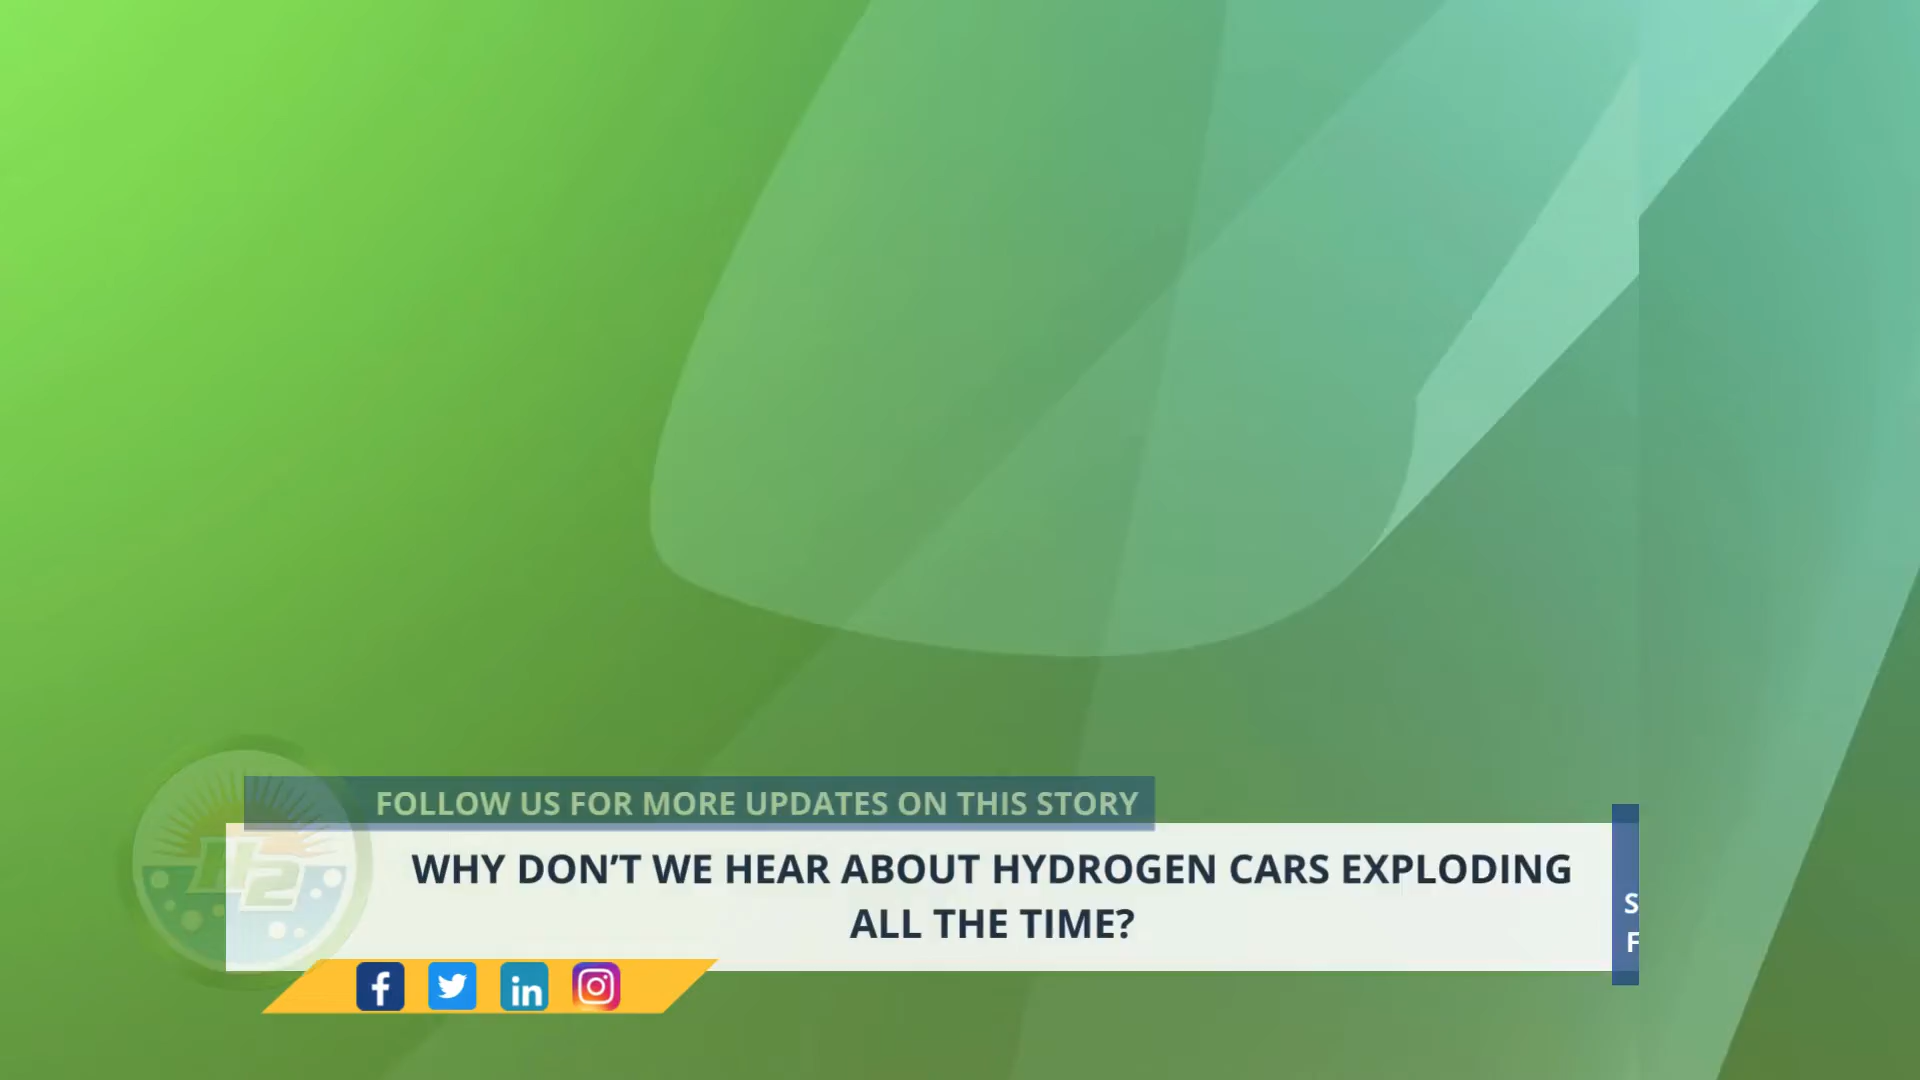 FOLLOW US FOR MORE UPDATES ON THIS STORY
WHY DON’T WE HEAR ABOUT HYDROGEN CARS EXPLODING
ALL THE TIME?
H2